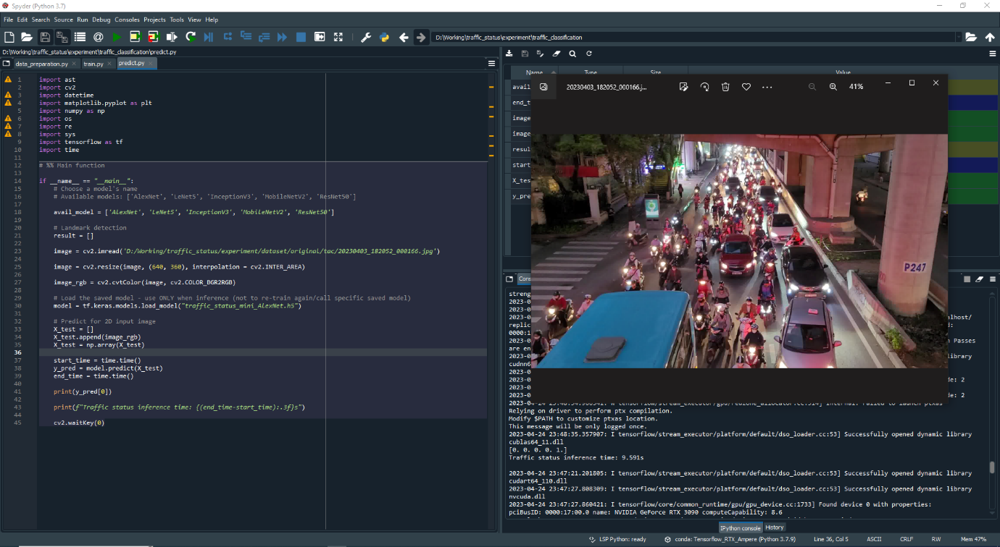 Spyder (Python 3.7)
File Edit Search Source Run Debug Consoles Projects Tools View Help
D:\Working\traffic_status\experiment\traffic_classification
D:\Working\traffic_status\experiment\traffic_classification\predict.py
data_preparation.py train.py predict.py
1 import ast
2 import cv2
3 import datetime
4 import matplotlib.pyplot as plt
5 import numpy as np
6 import os
7 import re
8 import sys
9 import tensorflow as tf
10 import time
11
12 # %% Main function
13
14 if __name__ == "__main__":
15 # Choose a model's name
16 # Available models: ['AlexNet', 'LeNet5', 'InceptionV3', 'MobileNetV2', 'ResNet50']
17
18 avail_model = ['AlexNet', 'LeNet5', 'InceptionV3', 'MobileNetV2', 'ResNet50']
19
20 # Landmark detection
21 result = []
22
23 image = cv2.imread('D:/Working/traffic_status/experiment/dataset/original/tac/20230403_182052_000166.jpg')
24
25 image = cv2.resize(image, (640, 360), interpolation = cv2.INTER_AREA)
26
27 image_rgb = cv2.cvtColor(image, cv2.COLOR_BGR2RGB)
28
29 # Load the saved model - use ONLY when inference (not to re-train again/call specific saved model)
30 model = tf.keras.models.load_model("traffic_status_mini_AlexNet.h5")
31
32 # Predict for 2D input image
33 X_test = []
34 X_test.append(image_rgb)
35 X_test = np.array(X_test)
36
37 start_time = time.time()
38 y_pred = model.predict(X_test)
39 end_time = time.time()
40
41 print(y_pred[0])
42
43 print(f"Traffic status inference time: {(end_time-start_time):.3f}s")
44
45 cv2.waitKey(0)
Name Type Size Value
avail
end_t
image
image
resul
start
X_tes
y_pre
20230403_182052_000166.j... 41%
P247
Cons
streng
2023-0
2023-0
2023-0 alhost/
replic d:
0000:1
2023-0 n Passes
are en
2023-0 ibrary
cudnn6
2023-0 de: 2
2023-0
2023-0 de: 2
Relying on driver to perform ptx compilation.
Modify $PATH to customize ptxas location.
This message will be only logged once.
2023-04-24 23:48:35.357907: I tensorflow/stream_executor/platform/default/dso_loader.cc:53] Successfully opened dynamic library
cublas64_11.dll
[0. 0. 0. 0. 1.]
Traffic status inference time: 9.591s
2023-04-24 23:47:21.201805: I tensorflow/stream_executor/platform/default/dso_loader.cc:53] Successfully opened dynamic library
cudart64_110.dll
2023-04-24 23:47:27.808309: I tensorflow/stream_executor/platform/default/dso_loader.cc:53] Successfully opened dynamic library
nvcuda.dll
2023-04-24 23:47:27.860421: I tensorflow/core/common_runtime/gpu/gpu_device.cc:1733] Found device 0 with properties:
pciBusID: 0000:17:00.0 name: NVIDIA GeForce RTX 3090 computeCapability: 8.6
IPython console History
LSP Python: ready conda: Tensorflow_RTX_Ampere (Python 3.7.9) Line 36, Col 5 ASCII CRLF RW Mem 47%